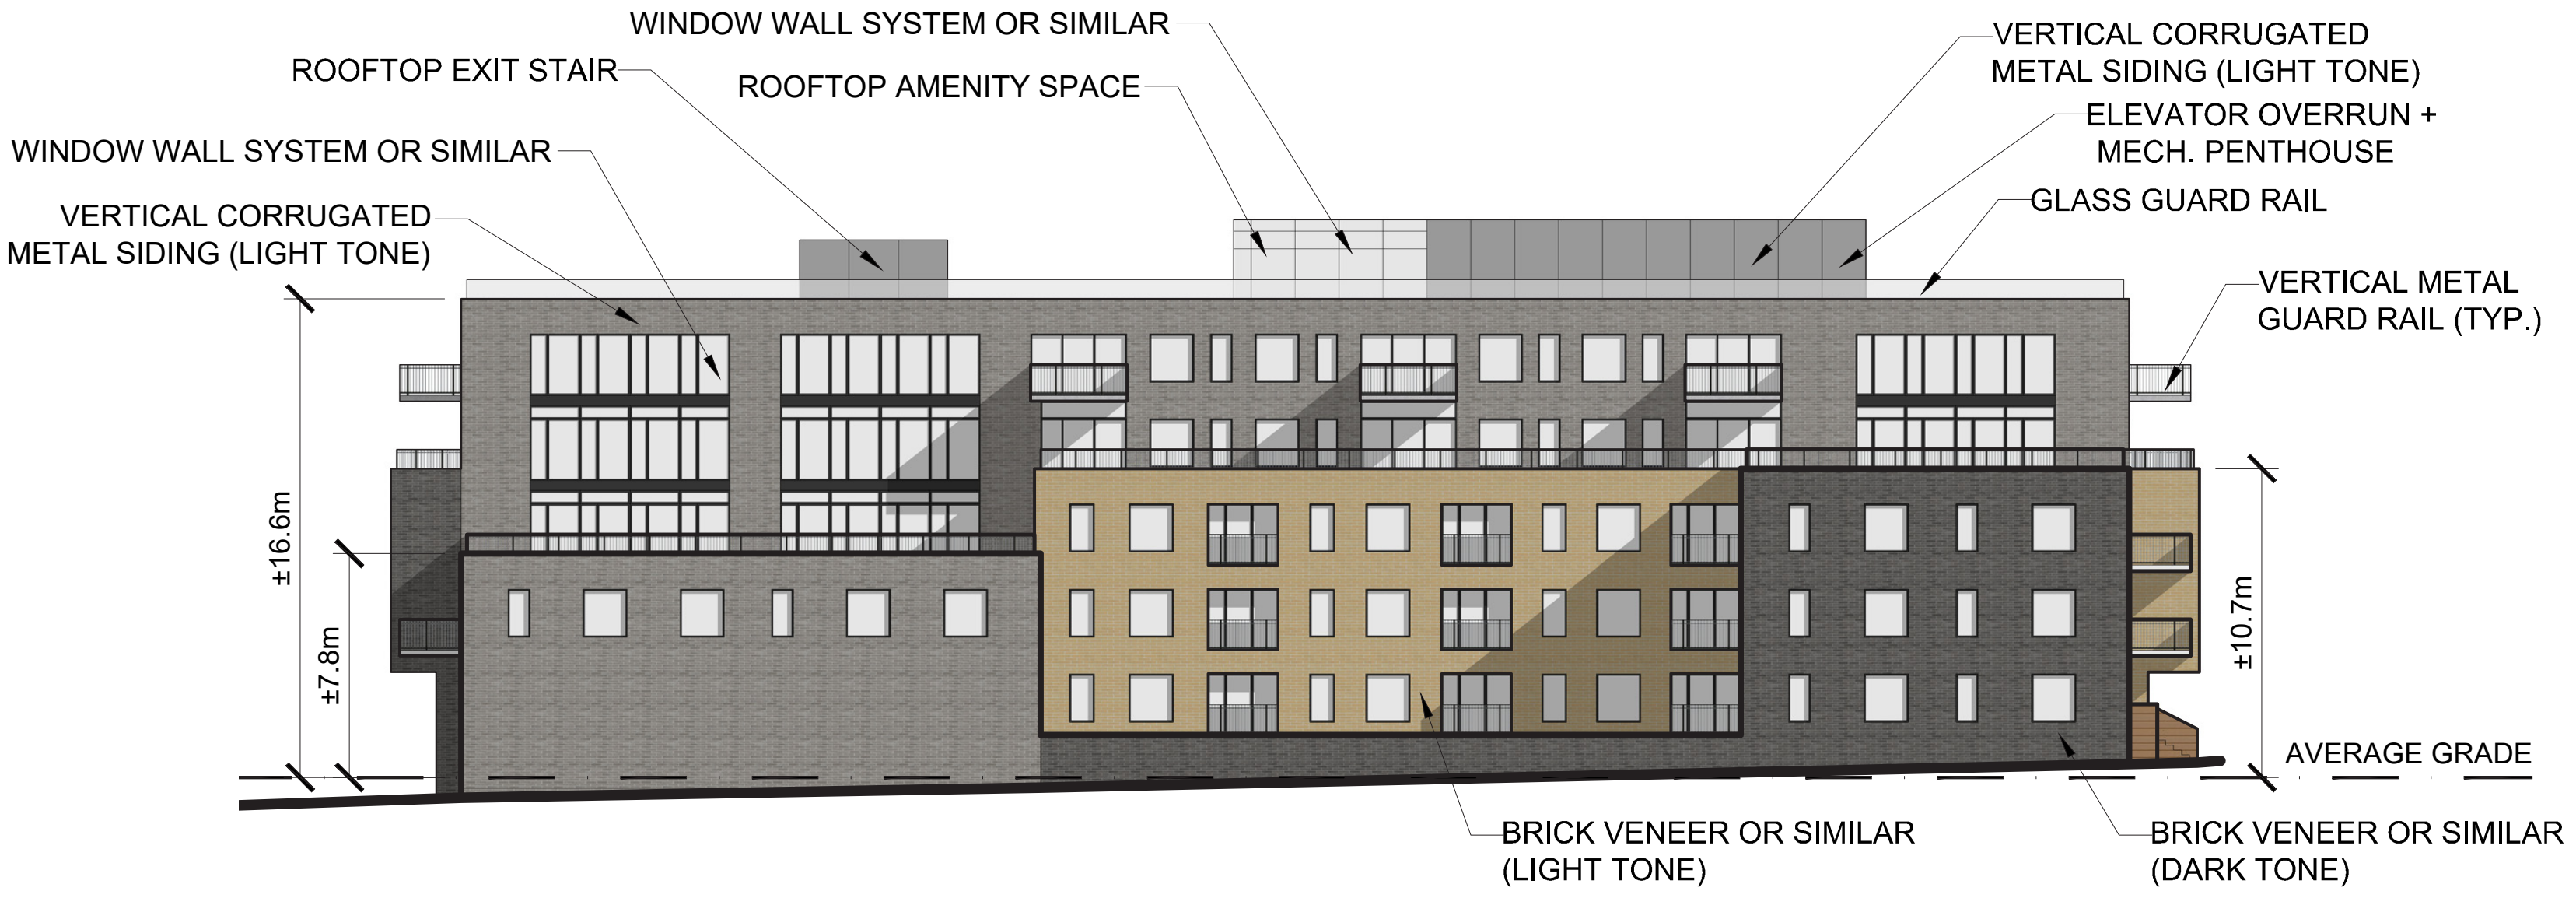 WINDOW WALL SYSTEM OR SIMILAR
VERTICAL CORRUGATED
METAL SIDING (LIGHT TONE)
ROOFTOP EXIT STAIR
ROOFTOP AMENITY SPACE
ELEVATOR OVERRUN +
MECH. PENTHOUSE
WINDOW WALL SYSTEM OR SIMILAR
GLASS GUARD RAIL
VERTICAL CORRUGATED
METAL SIDING (LIGHT TONE)
VERTICAL METAL
GUARD RAIL (TYP.)
±16.6m
±7.8m
±10.7m
AVERAGE GRADE
BRICK VENEER OR SIMILAR
(LIGHT TONE)
BRICK VENEER OR SIMILAR
(DARK TONE)